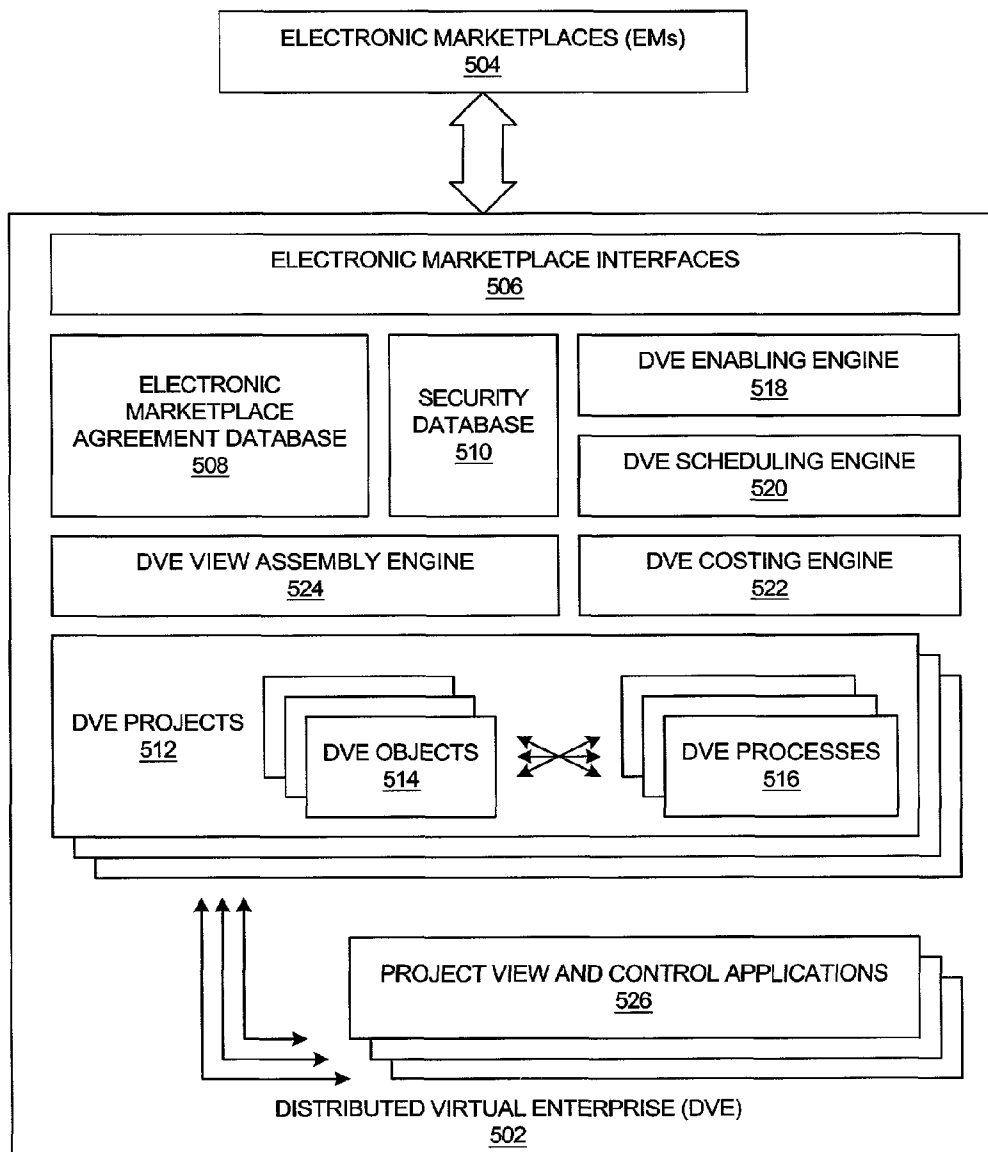 ELECTRONIC MARKETPLACES (EMs)
504
ELECTRONIC MARKETPLACE INTERFACES
506
ELECTRONIC
MARKETPLACE
AGREEMENT DATABASE
508
SECURITY
DATABASE
510
DVE ENABLING ENGINE
518
DVE SCHEDULING ENGINE
520
DVE VIEW ASSEMBLY ENGINE
524
DVE COSTING ENGINE
522
DVE PROJECTS
512
DVE OBJECTS
514
DVE PROCESSES
516
PROJECT VIEW AND CONTROL APPLICATIONS
526
DISTRIBUTED VIRTUAL ENTERPRISE (DVE)
502